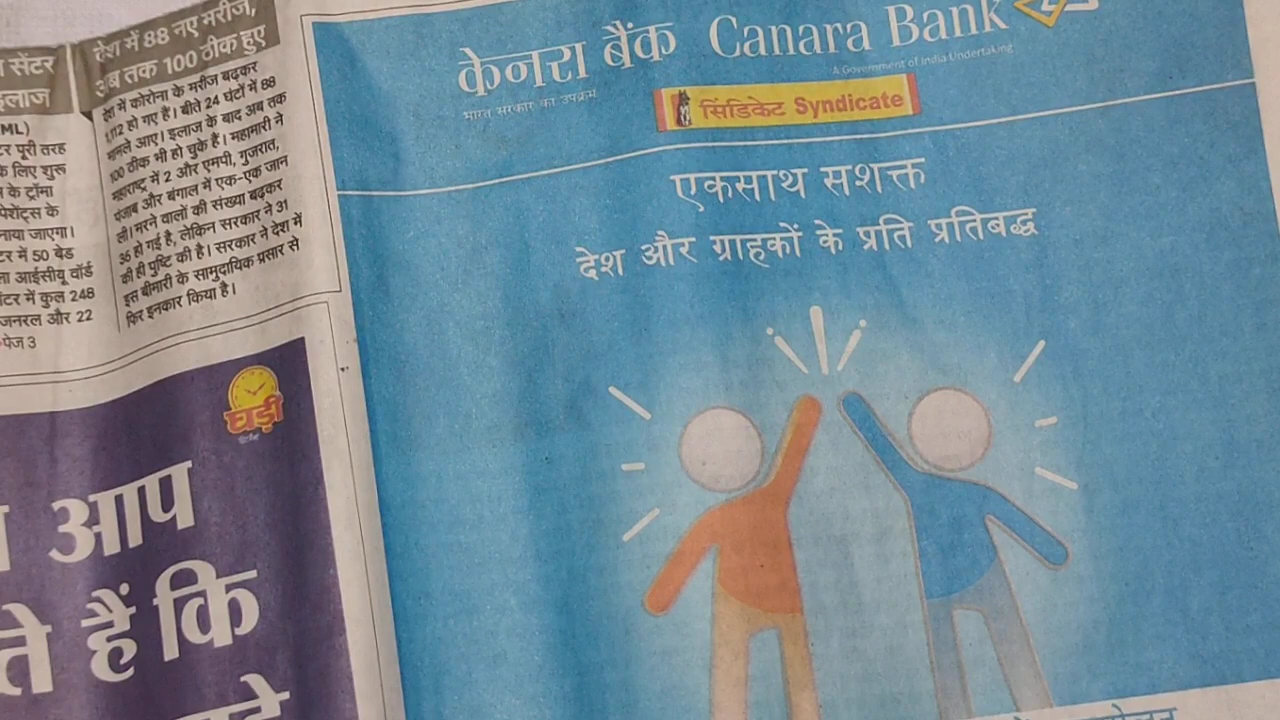 सेंटर
इलाज
ML)
टर पूरी तरह
के लिए शुरू
के ट्रॉमा
पेशेंट्स के
नाया जाएगा।
टर में 50 बेड
ना आईसीयू वॉर्ड
सेंटर में कुल 248
जनरल और 22
पेज 3
देश में 88 नए मरीज,
अब तक 100 ठीक हुए
देश में कोरोना के मरीज बढ़कर
1,112 हो गए हैं। बीते 24 घंटों में 88
मामले आए। इलाज के बाद अब तक
100 ठीक भी हो चुके हैं। महामारी ने
महाराष्ट्र में 2 और एमपी, गुजरात,
पंजाब और बंगाल में एक-एक जान
ली। मरने वालों की संख्या बढ़कर
36 हो गई है, लेकिन सरकार ने 31
की ही पुष्टि की है। सरकार ने देश में
इस बीमारी के सामुदायिक प्रसार से
फिर इनकार किया है।
घड़ी
आप
ते हैं कि
केनरा बैंक Canara Bank
भारत सरकार का उपक्रम A Government of India Undertaking
सिंडिकेट Syndicate
एकसाथ सशक्त
देश और ग्राहकों के प्रति प्रतिबद्ध